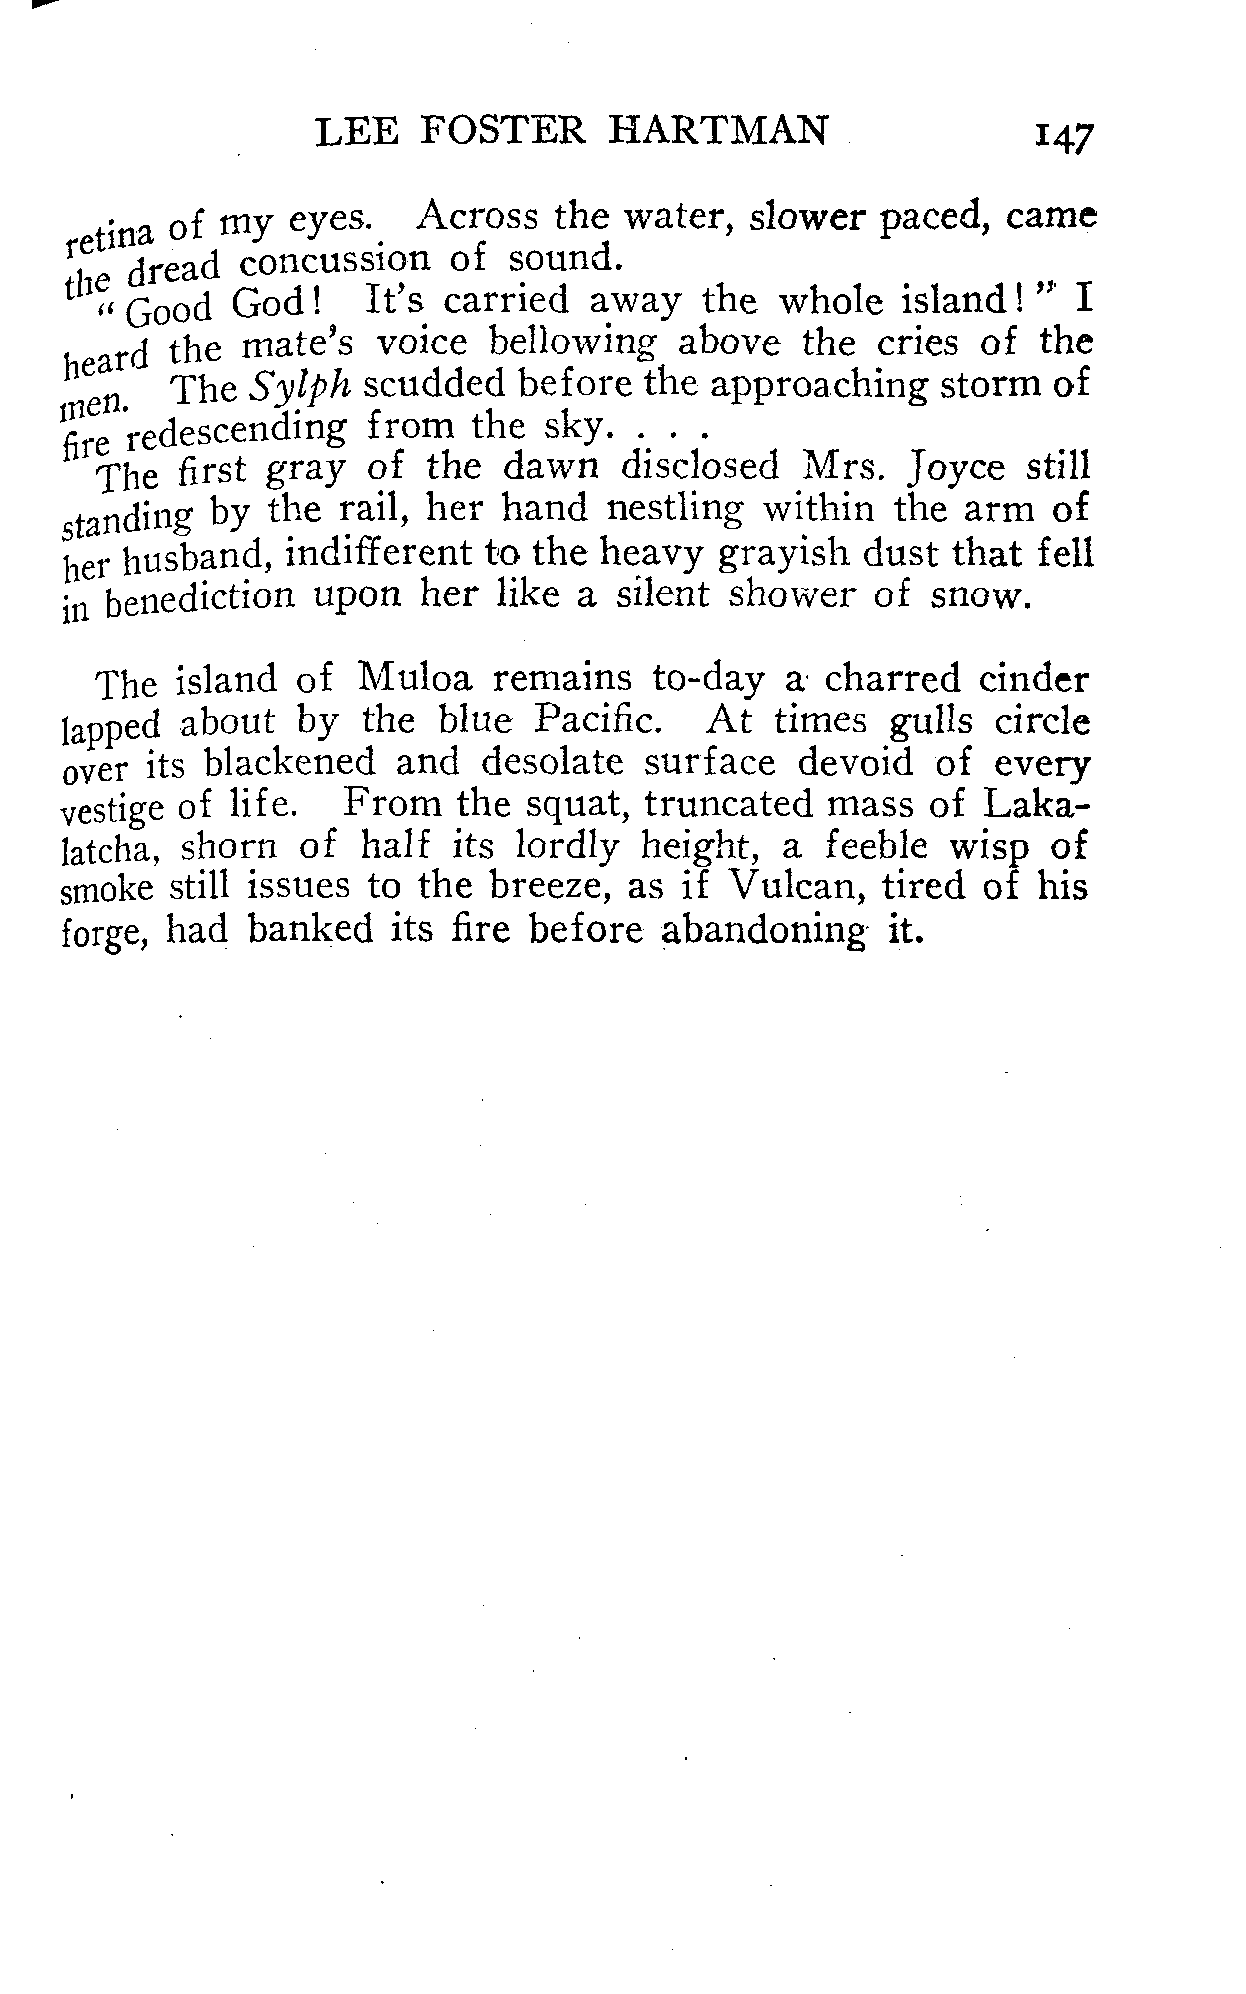 LEE FOSTER HARTMAN 147
retina of my eyes. Across the water, slower paced, came
the dread concussion of sound.
“Good God! It's carried away the whole island!” I
heard the mate's voice bellowing above the cries of the
men. The Sylph scudded before the approaching storm of
fire redescending from the sky. . . .
The first gray of the dawn disclosed Mrs. Joyce still
standing by the rail, her hand nestling within the arm of
her husband, indifferent to the heavy grayish dust that fell
in benediction upon her like a silent shower of snow.
The island of Muloa remains to-day a charred cinder
lapped about by the blue Pacific. At times gulls circle
over its blackened and desolate surface devoid of every
vestige of life. From the squat, truncated mass of Laka-
latcha, shorn of half its lordly height, a feeble wisp of
smoke still issues to the breeze, as if Vulcan, tired of his
forge, had banked its fire before abandoning it.